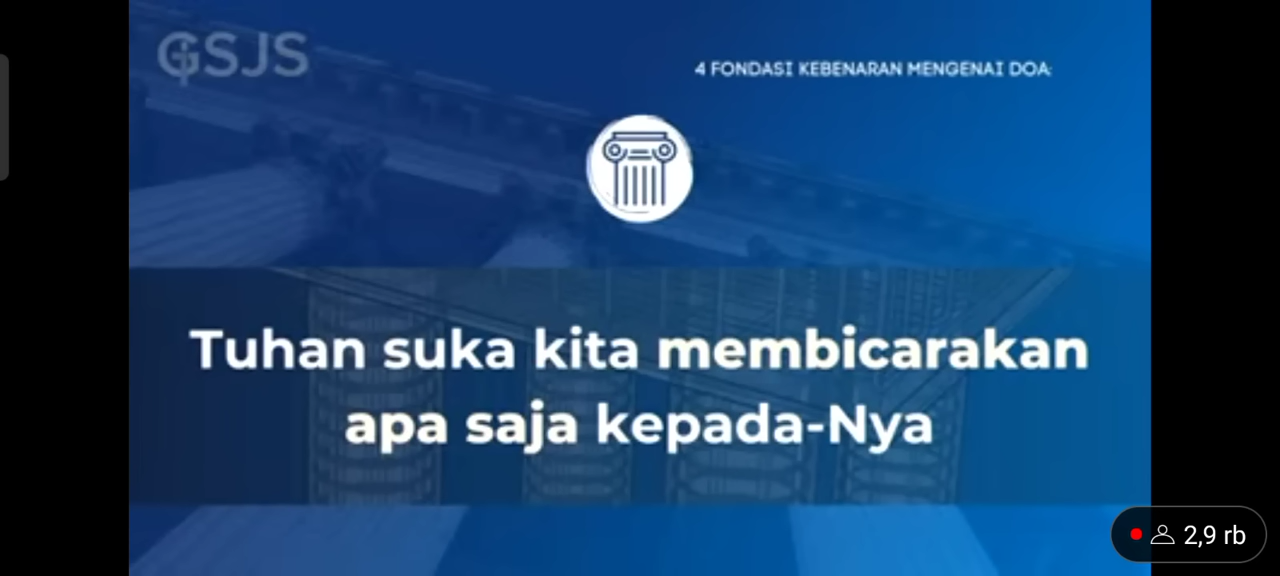 GSJS
4 FONDASI KEBENARAN MENGENAI DOA:
Tuhan suka kita membicarakan
apa saja kepada-Nya
2,9 rb